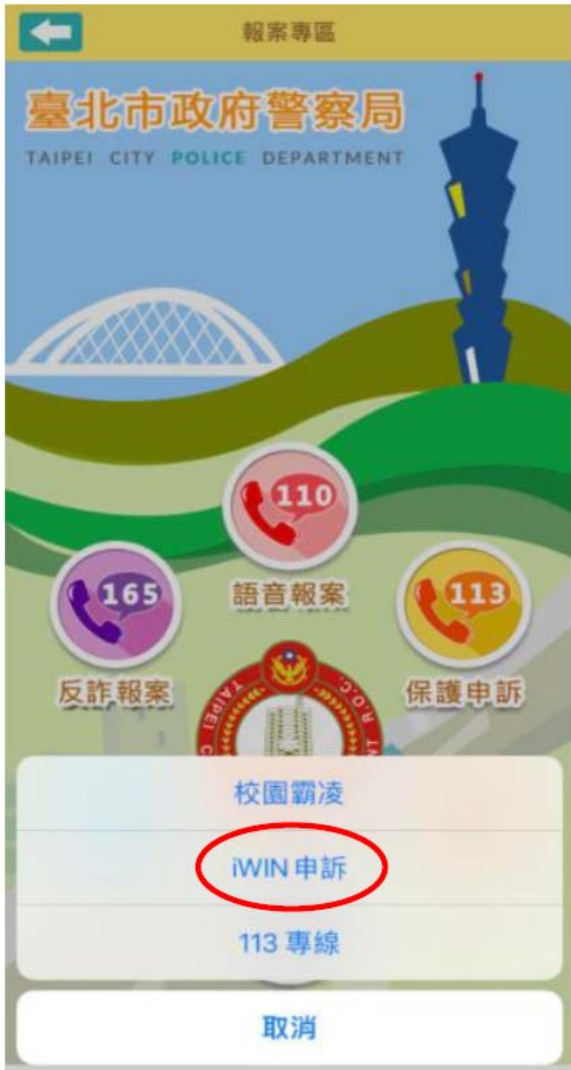 報案專區
臺北市政府警察局
TAIPEI CITY POLICE DEPARTMENT
110
語音報案
165
反詐報案
113
保護申訴
TAIPEI C
R.O.C.
校園霸凌
iWIN 申訴
113 專線
取消